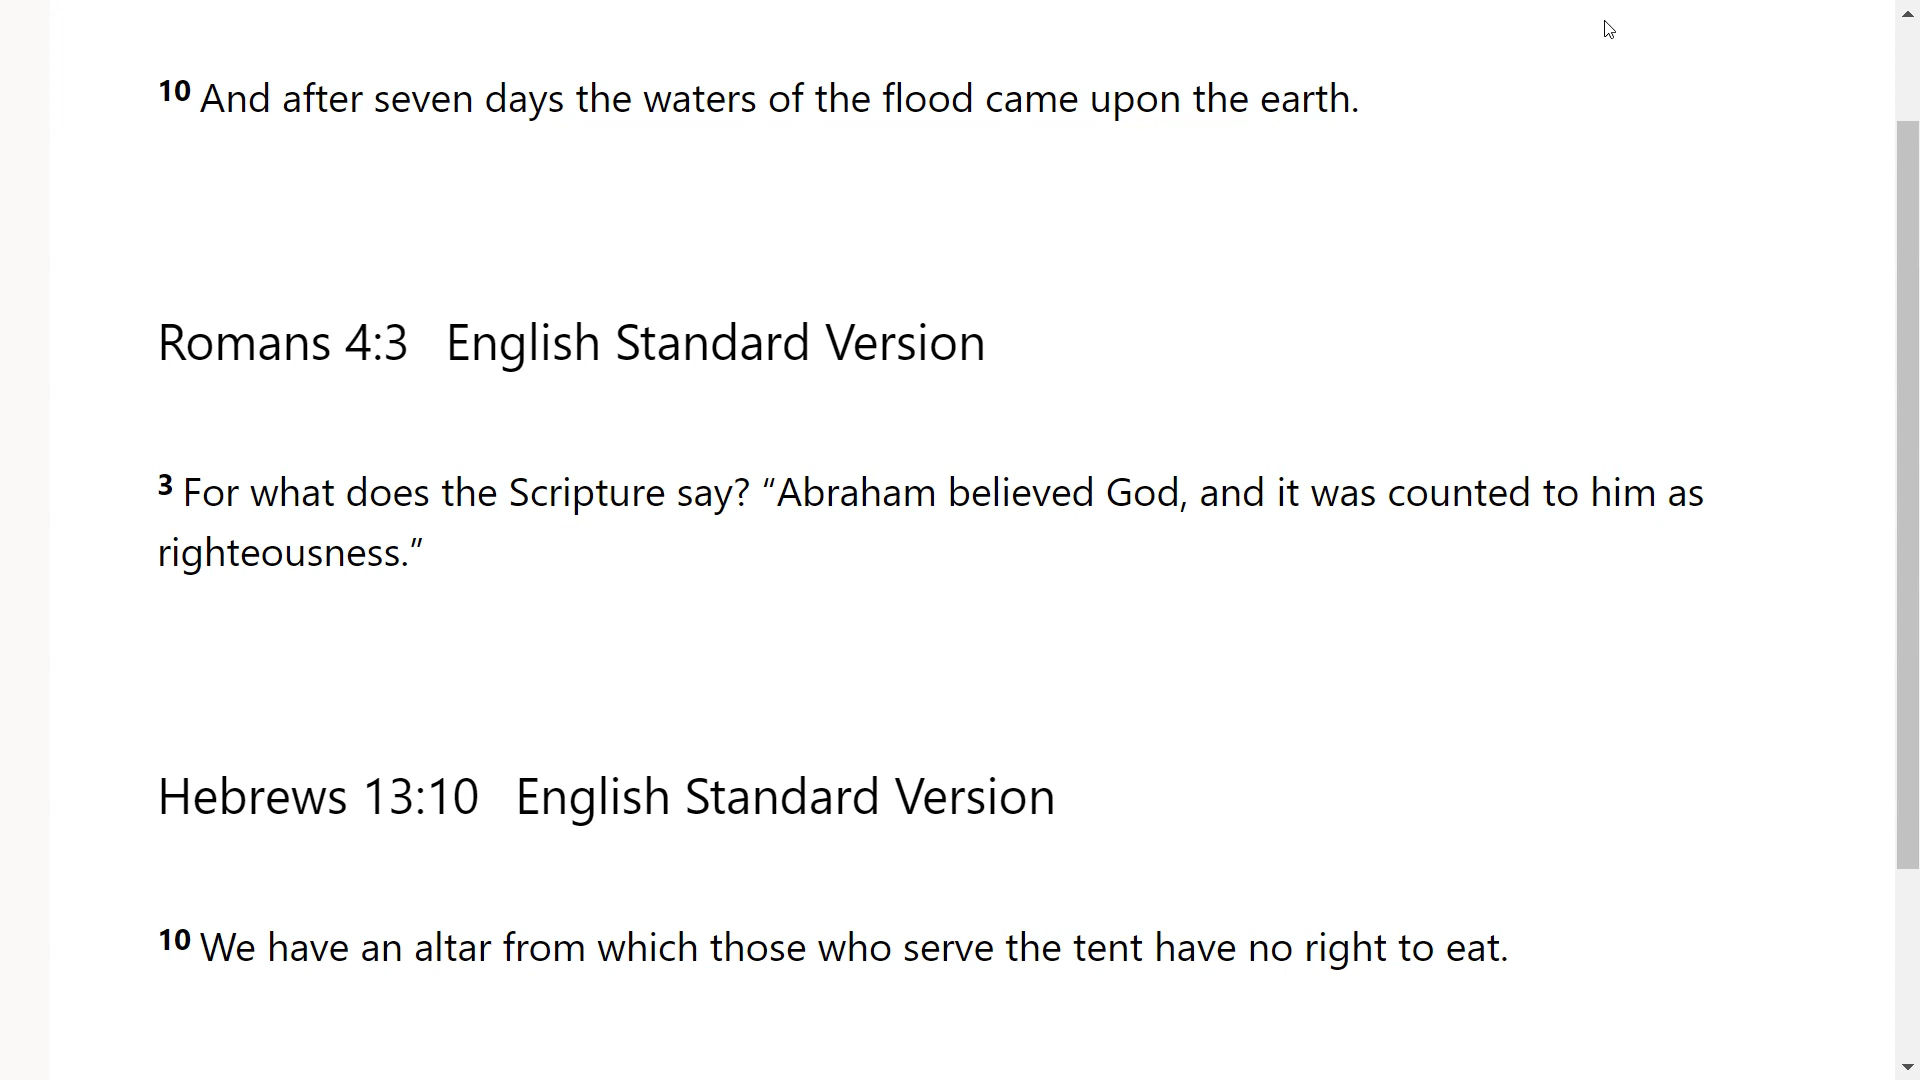 10 And after seven days the waters of the flood came upon the earth.
Romans 4:3 English Standard Version
3 For what does the Scripture say? “Abraham believed God, and it was counted to him as
righteousness.”
Hebrews 13:10 English Standard Version
10 We have an altar from which those who serve the tent have no right to eat.